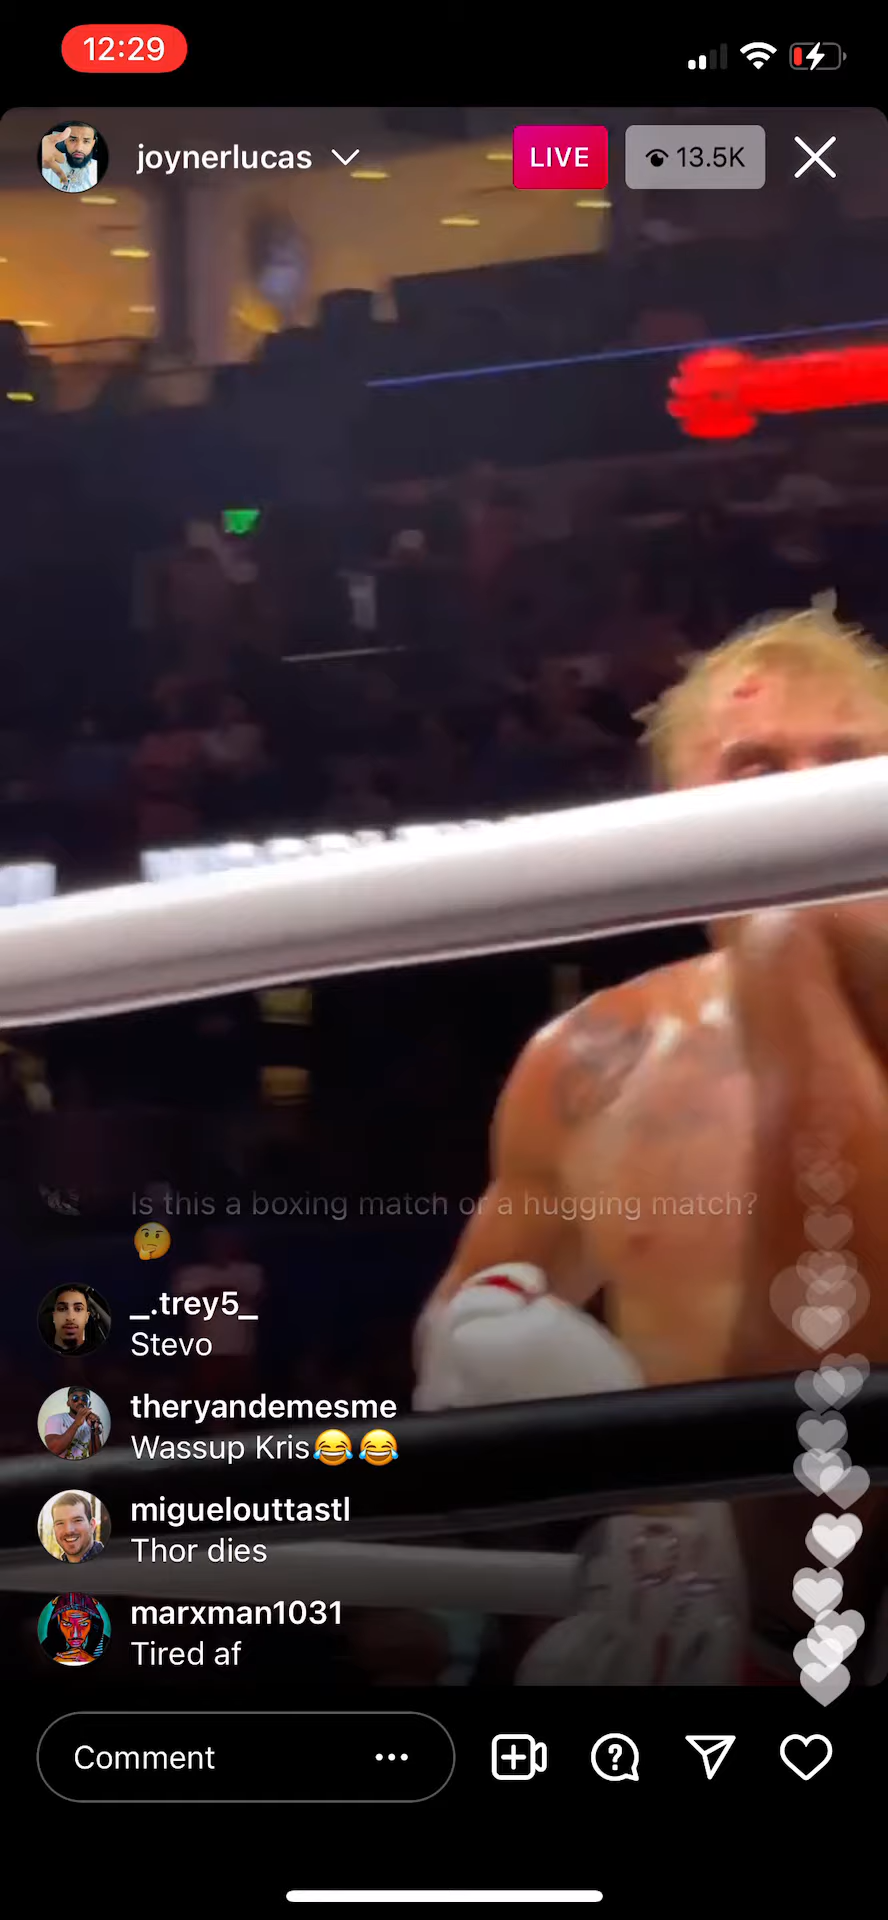 12:29
joynerlucas
LIVE
13.5K
Is this a boxing match or a hugging match?
🤔
_.trey5_
Stevo
theryandemesme
Wassup Kris😂😂
miguelouttastl
Thor dies
marxman1031
Tired af
Comment